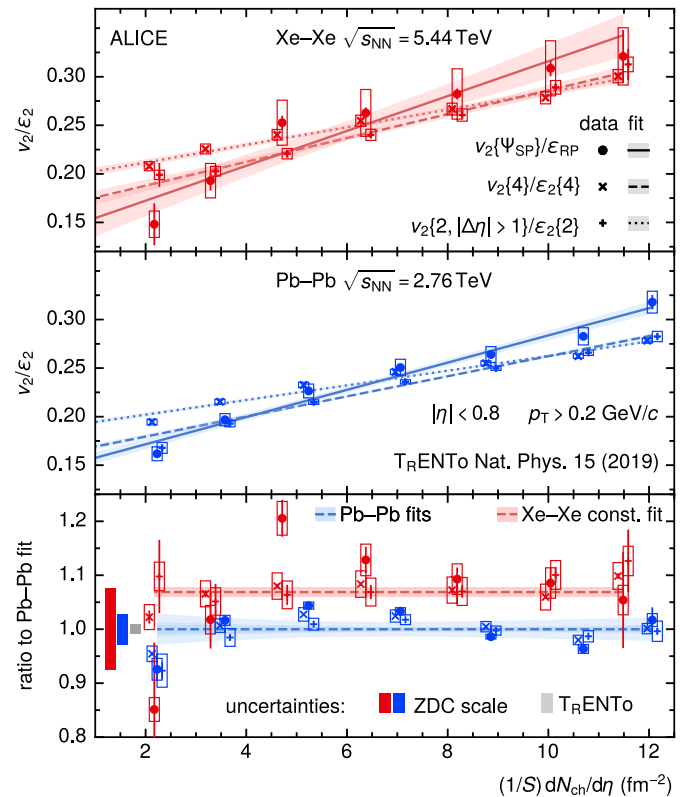 ALICE
Xe–Xe √sNN = 5.44 TeV
0.30
0.25
0.20
0.15
v2/ε2
data fit
v2{ΨSP}/εRP
v2{4}/ε2{4}
v2{2, |Δη| > 1}/ε2{2}
Pb–Pb √sNN = 2.76 TeV
0.30
0.25
0.20
0.15
v2/ε2
|η| < 0.8 pT > 0.2 GeV/c
TRENTo Nat. Phys. 15 (2019)
Pb–Pb fits
Xe–Xe const. fit
1.2
1.1
1.0
0.9
0.8
ratio to Pb–Pb fit
uncertainties: ZDC scale TRENTo
2 4 6 8 10 12
(1/S) dNch/dη (fm−2)